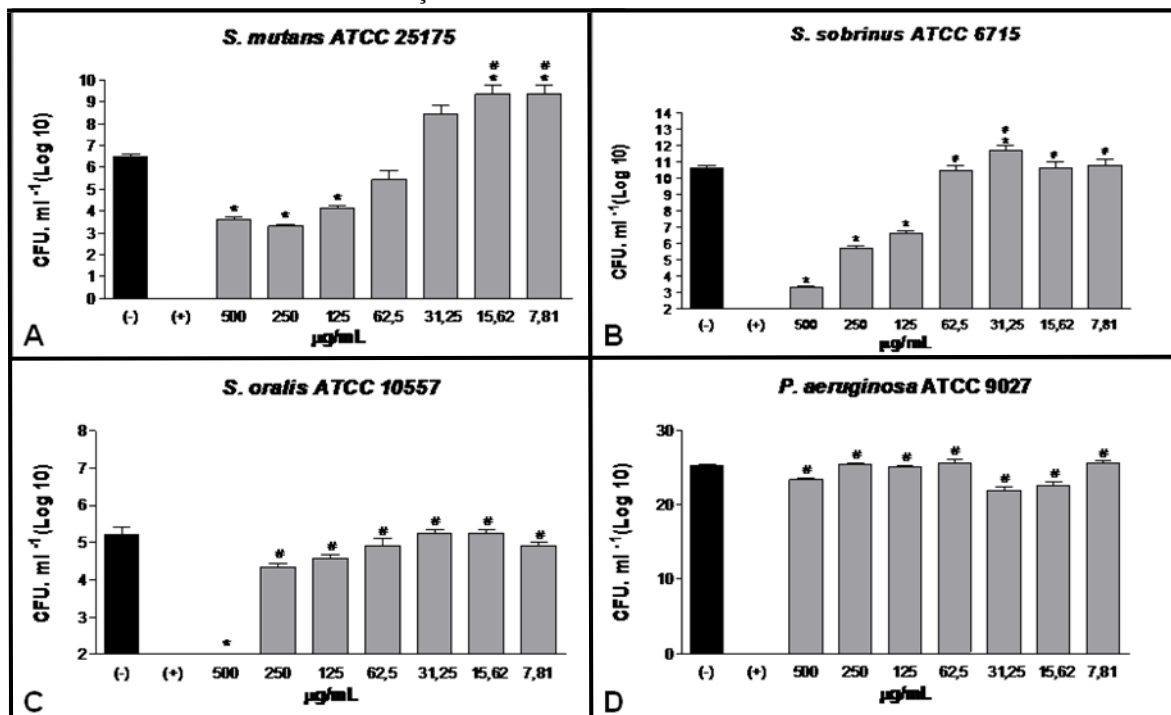 S. mutans ATCC 25175
CFU. ml -1 (Log 10)
10
9
8
7
6
5
4
3
2
1
0
# #
* *
* * *
(-) (+) 500 250 125 62,5 31,25 15,62 7,81
µg/mL
A
S. sobrinus ATCC 6715
CFU. ml -1 (Log 10)
14
13
12
11
10
9
8
7
6
5
4
3
2
# # # #
*
* * *
(-) (+) 500 250 125 62,5 31,25 15,62 7,81
µg/mL
B
S. oralis ATCC 10557
CFU. ml -1 (Log 10)
8
7
6
5
4
3
2
* # # # # # #
(-) (+) 500 250 125 62,5 31,25 15,62 7,81
µg/mL
C
P. aeruginosa ATCC 9027
CFU. ml -1 (Log 10)
30
20
10
0
# # # # # # #
(-) (+) 500 250 125 62,5 31,25 15,62 7,81
µg/mL
D